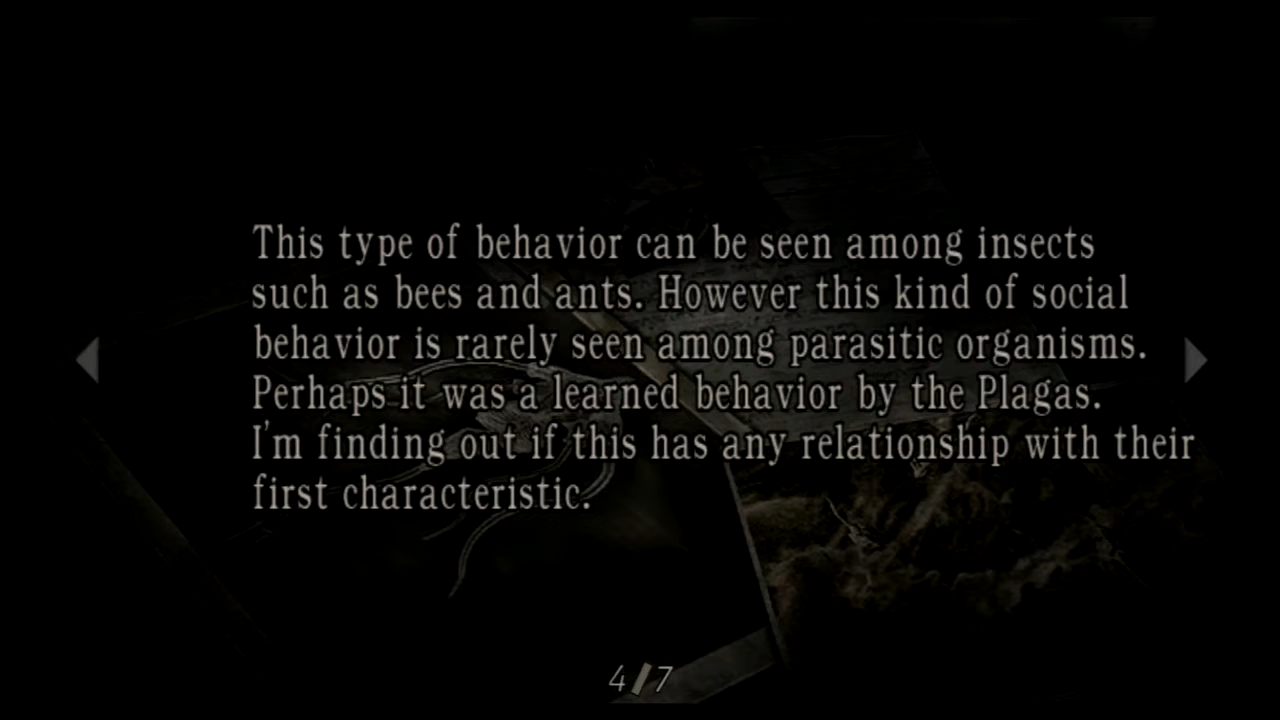 This type of behavior can be seen among insects
such as bees and ants. However this kind of social
behavior is rarely seen among parasitic organisms.
Perhaps it was a learned behavior by the Plagas.
I'm finding out if this has any relationship with their
first characteristic.
4/7